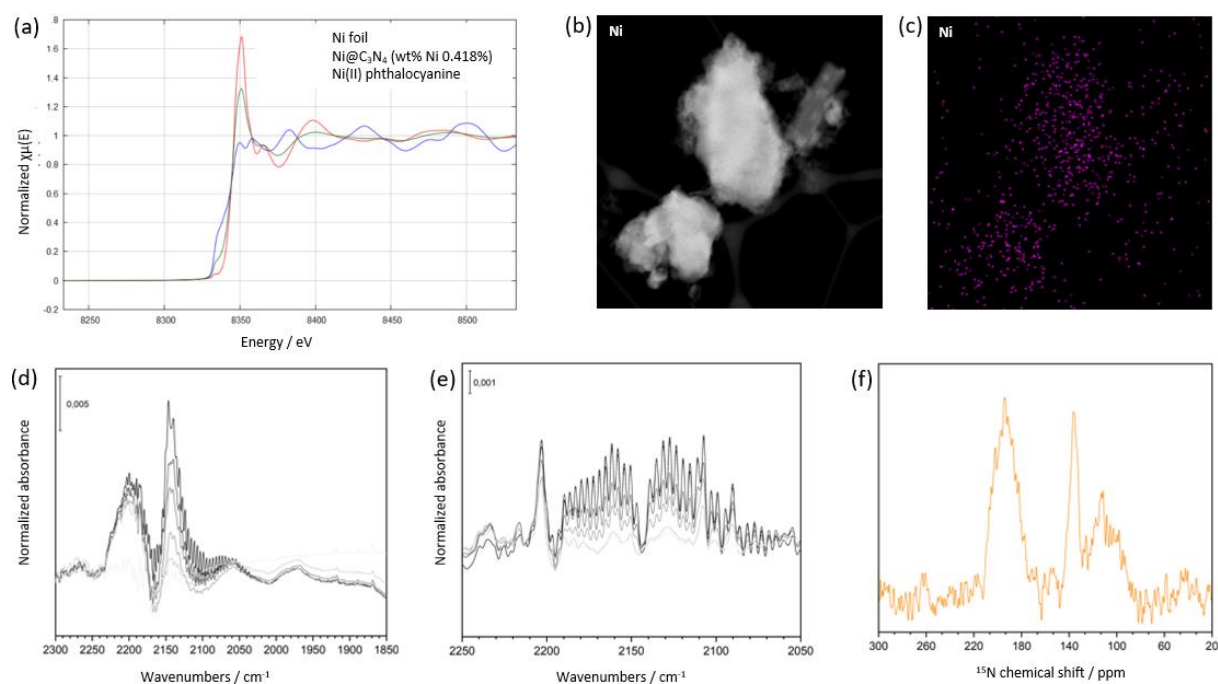 (a)
1.8
1.6
1.4
1.2
1
0.8
0.6
0.4
0.2
0
-0.2
Normalized χμ(E)
Ni foil
Ni@C₃N₄ (wt% Ni 0.418%)
Ni(II) phthalocyanine
8250
8300
8350
8400
8450
8500
Energy / eV
(b)
Ni
(c)
Ni
(d)
0,005
Normalized absorbance
2300 2250 2200 2150 2100 2050 2000 1950 1900 1850
Wavenumbers / cm⁻¹
(e)
0,001
Normalized absorbance
2250 2200 2150 2100 2050
Wavenumbers / cm⁻¹
(f)
300 260 220 180 140 100 60 20
¹⁵N chemical shift / ppm